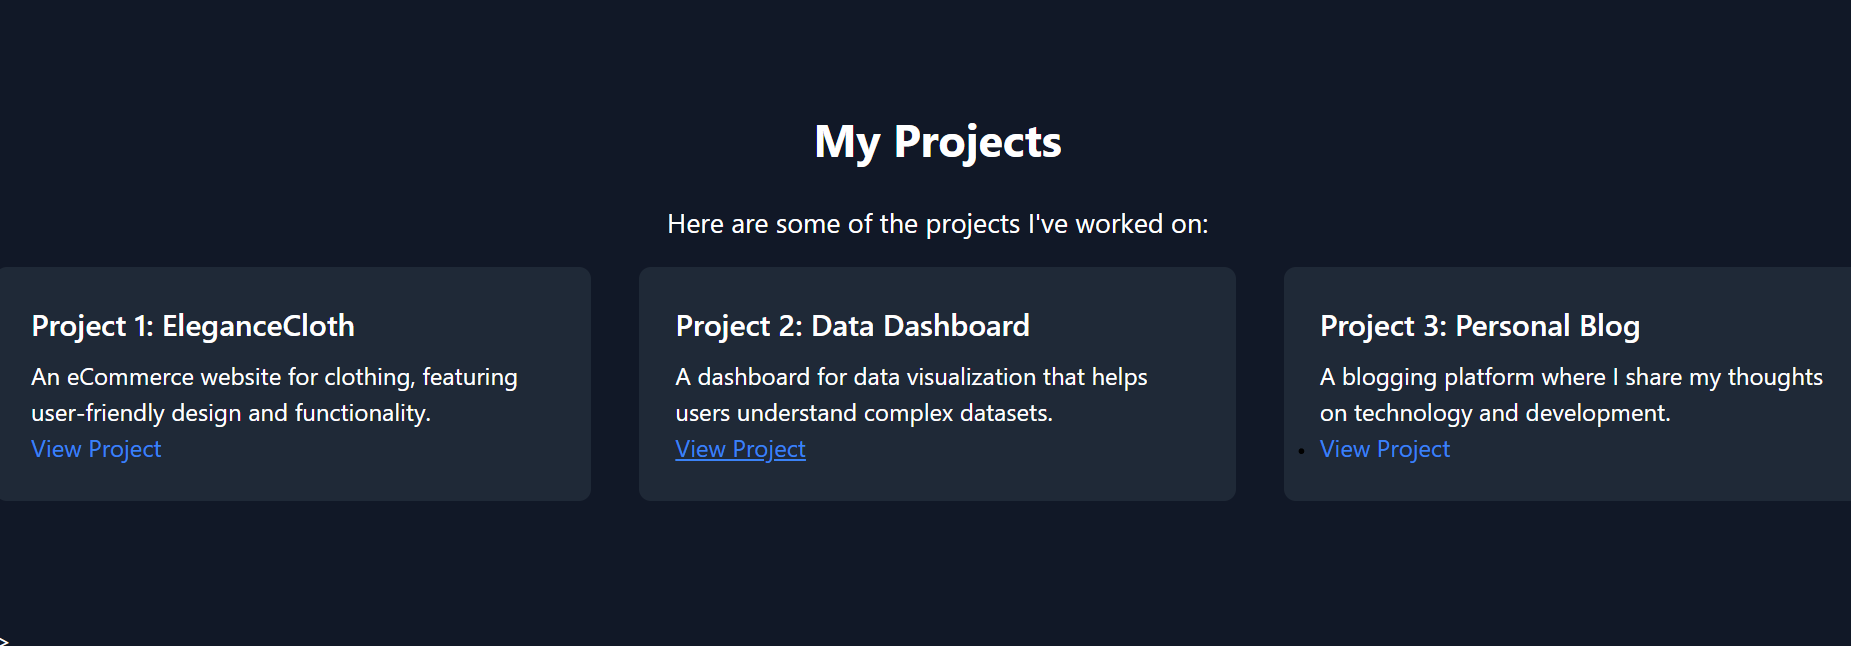 My Projects
Here are some of the projects I've worked on:
Project 1: EleganceCloth
An eCommerce website for clothing, featuring
user-friendly design and functionality.
View Project
Project 2: Data Dashboard
A dashboard for data visualization that helps
users understand complex datasets.
View Project
Project 3: Personal Blog
A blogging platform where I share my thoughts
on technology and development.
• View Project
>